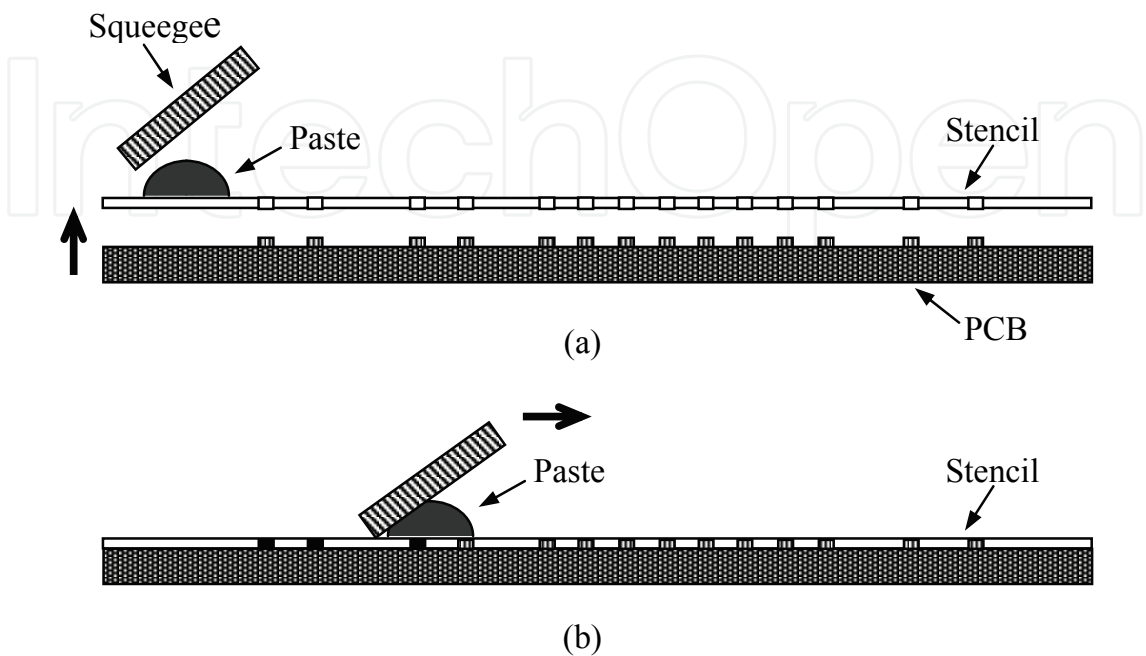 Squeegee
IntechOpen
Paste
Stencil
PCB
(a)
Paste
Stencil
(b)